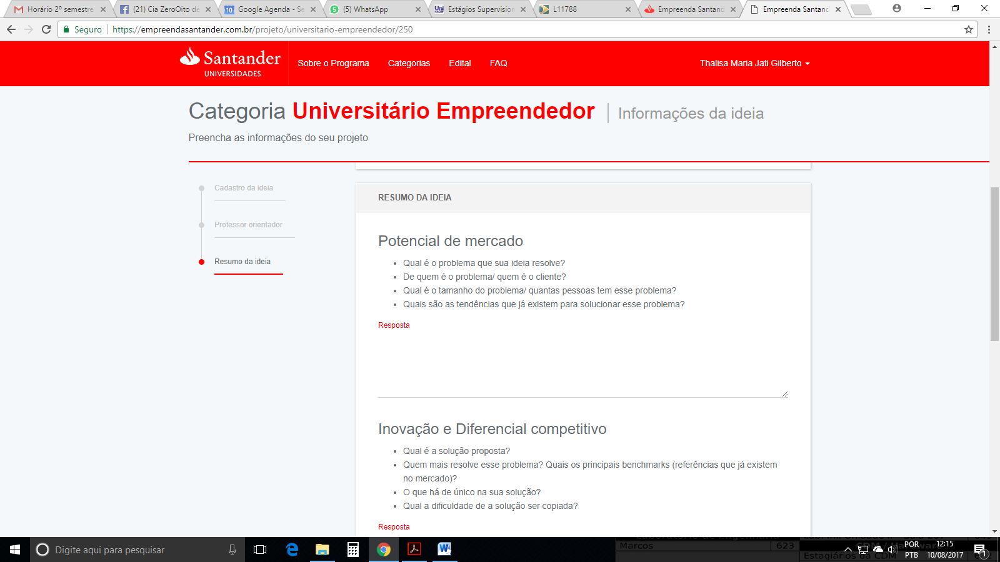 Horário 2º semestre
(21) Cia ZeroOito de
10 Google Agenda - Se
5 (5) WhatsApp
Uni Estágios Supervision
L11788
Empreenda Santand
Empreenda Santand
Seguro https://empreendasantander.com.br/projeto/universitario-empreendedor/250
Santander
UNIVERSIDADES
Sobre o Programa Categorias Edital FAQ
Thalisa Maria Jati Gilberto
Categoria Universitário Empreendedor Informações da ideia
Preencha as informações do seu projeto
Cadastro da ideia
Professor orientador
Resumo da ideia
RESUMO DA IDEIA
Potencial de mercado
Qual é o problema que sua ideia resolve?
De quem é o problema/ quem é o cliente?
Qual é o tamanho do problema/ quantas pessoas tem esse problema?
Quais são as tendências que já existem para solucionar esse problema?
Resposta
Inovação e Diferencial competitivo
Qual é a solução proposta?
Quem mais resolve esse problema? Quais os principais benchmarks (referências que já existem
no mercado)?
O que há de único na sua solução?
Qual a dificuldade de a solução ser copiada?
Resposta
Digite aqui para pesquisar
Laboratório de Engenharia
Marcos 623
Estagiários da CDM
POR
PTB
12:15
10/08/2017
1